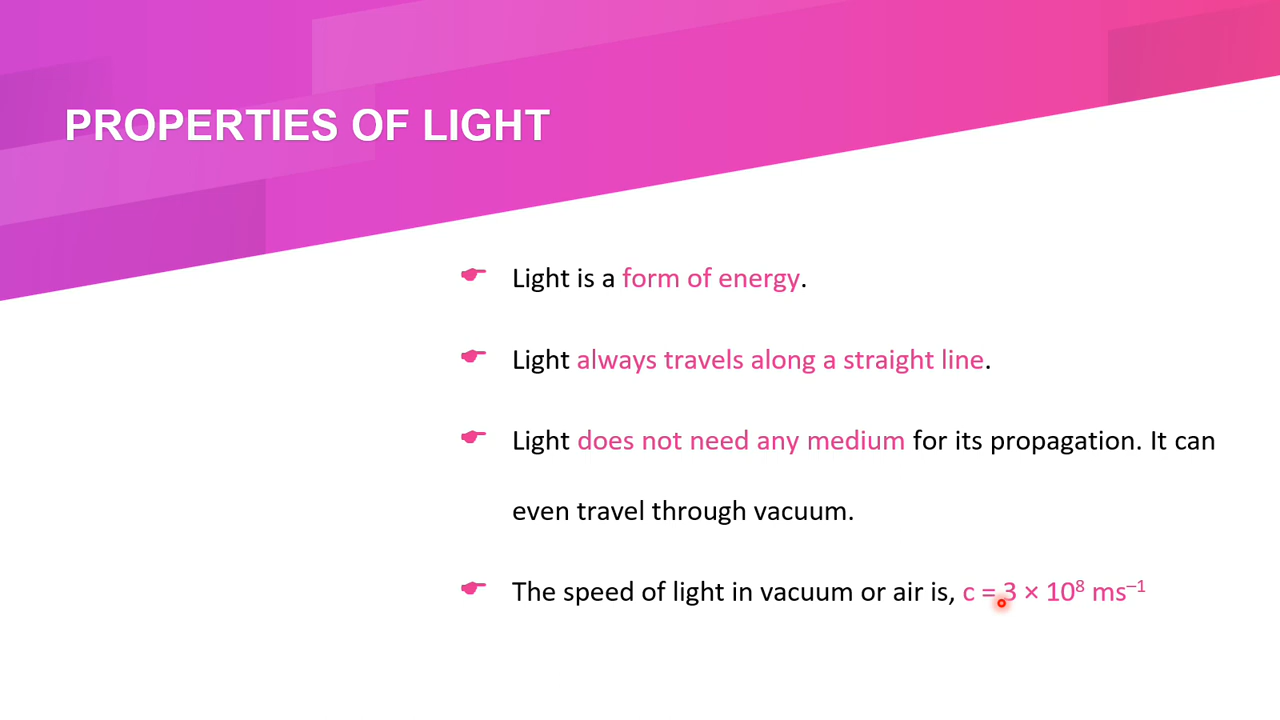 PROPERTIES OF LIGHT
☛ Light is a form of energy.
☛ Light always travels along a straight line.
☛ Light does not need any medium for its propagation. It can
even travel through vacuum.
☛ The speed of light in vacuum or air is, c = 3 × 10⁸ ms⁻¹